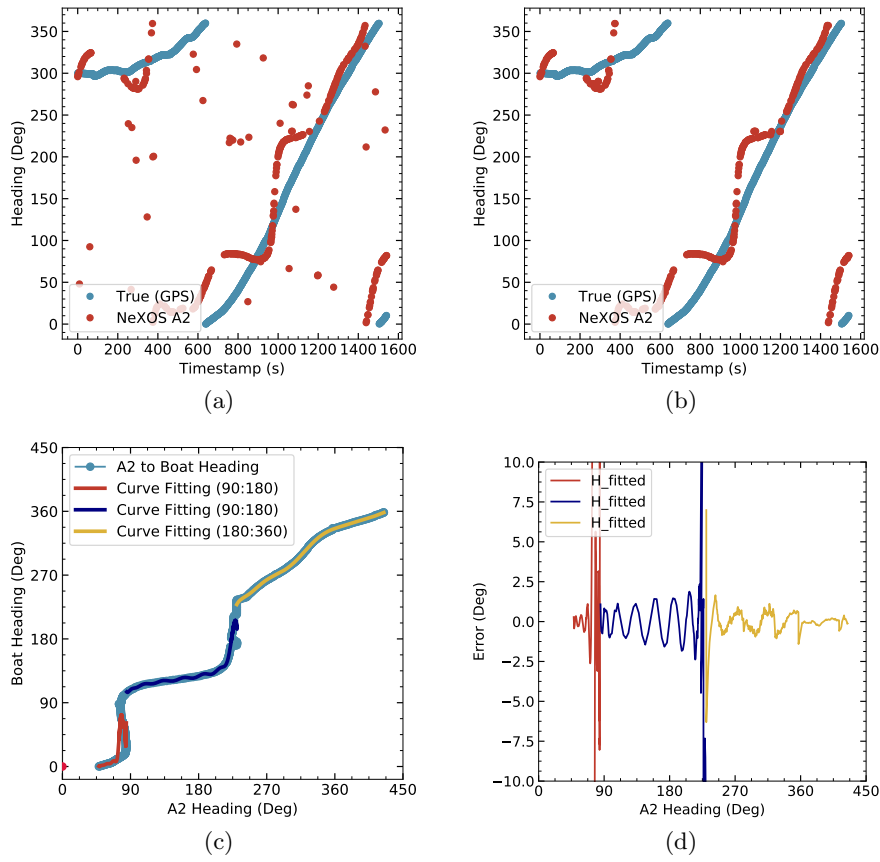 350
300
250
200
150
100
50
0
Heading (Deg)
True (GPS)
NeXOS A2
0 200 400 600 800 1000 1200 1400 1600
Timestamp (s)
(a)
350
300
250
200
150
100
50
0
Heading (Deg)
True (GPS)
NeXOS A2
0 200 400 600 800 1000 1200 1400 1600
Timestamp (s)
(b)
450
360
270
180
90
0
Boat Heading (Deg)
A2 to Boat Heading
Curve Fitting (90:180)
Curve Fitting (90:180)
Curve Fitting (180:360)
0 90 180 270 360 450
A2 Heading (Deg)
(c)
10.0
7.5
5.0
2.5
0.0
−2.5
−5.0
−7.5
−10.0
Error (Deg)
H_fitted
H_fitted
H_fitted
0 90 180 270 360 450
A2 Heading (Deg)
(d)